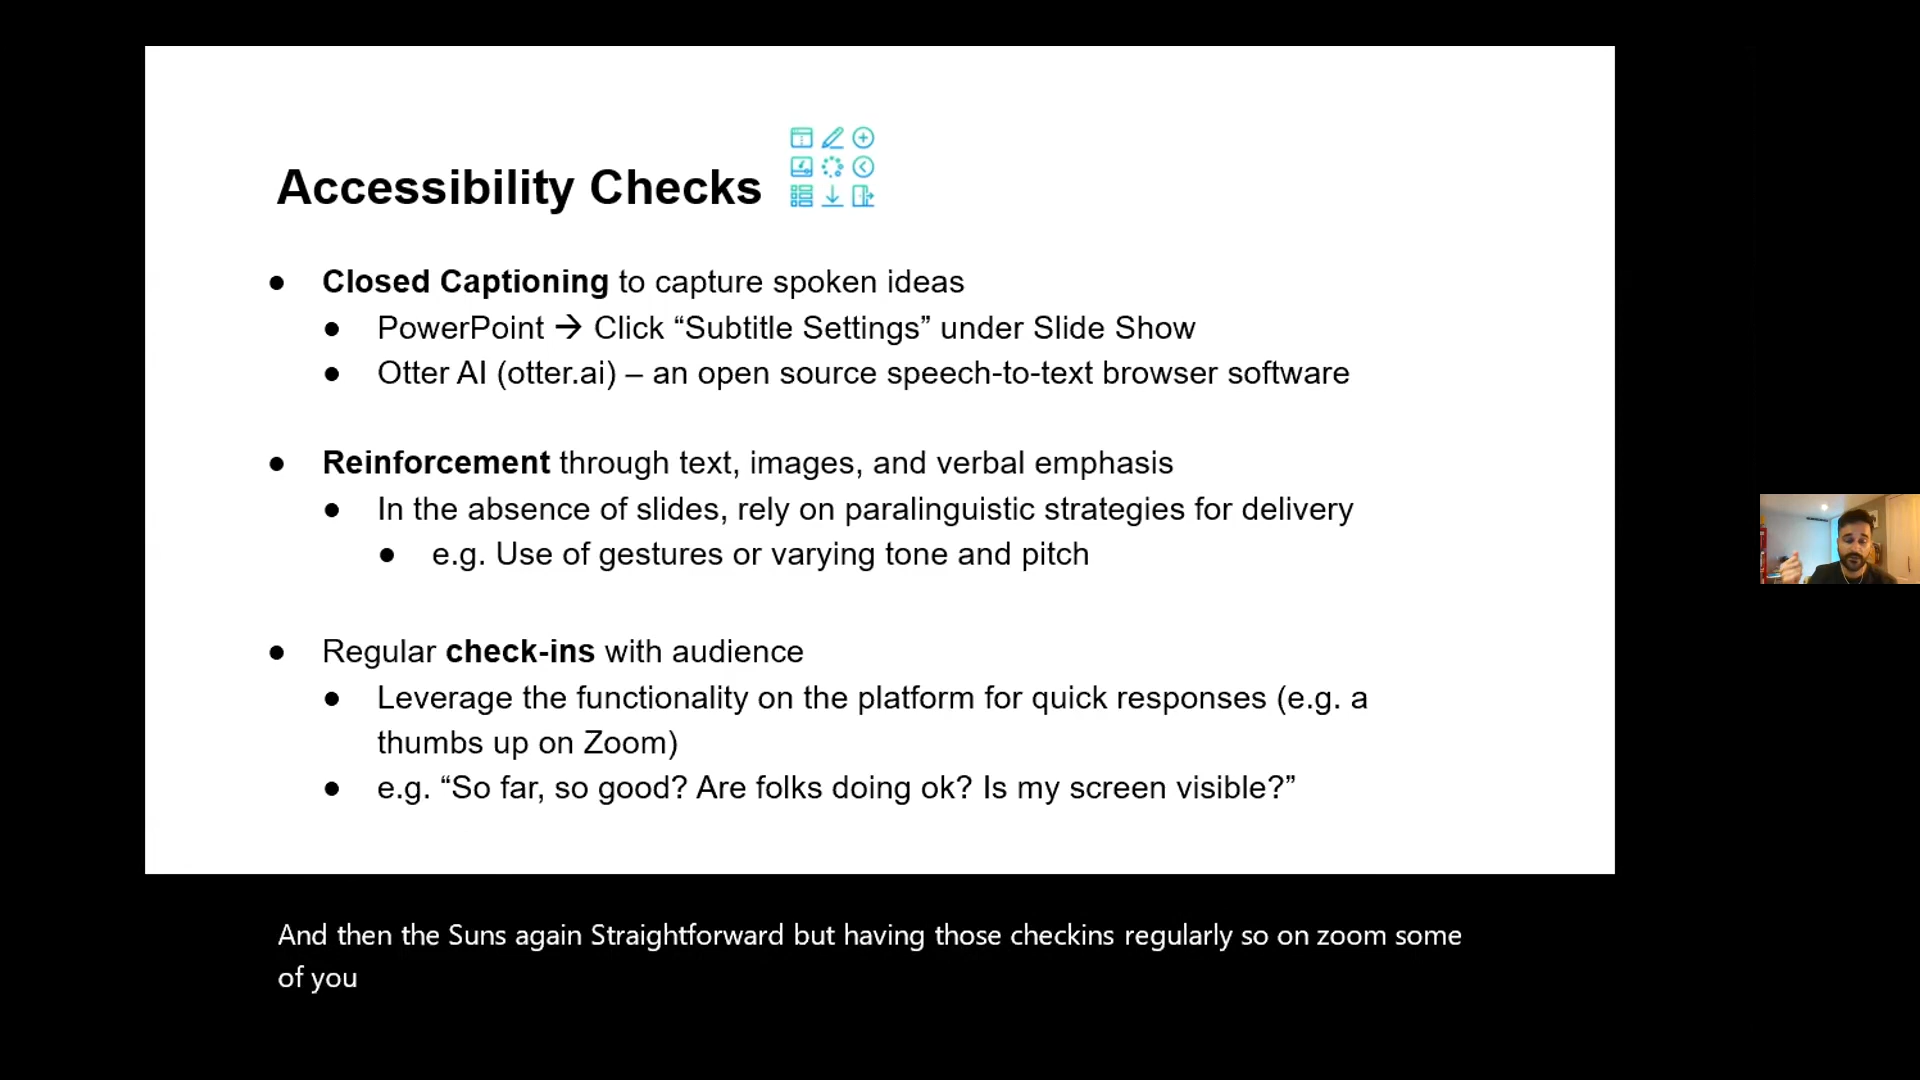 Accessibility Checks
● Closed Captioning to capture spoken ideas
● PowerPoint → Click “Subtitle Settings” under Slide Show
● Otter AI (otter.ai) – an open source speech-to-text browser software
● Reinforcement through text, images, and verbal emphasis
● In the absence of slides, rely on paralinguistic strategies for delivery
● e.g. Use of gestures or varying tone and pitch
● Regular check-ins with audience
● Leverage the functionality on the platform for quick responses (e.g. a
thumbs up on Zoom)
● e.g. “So far, so good? Are folks doing ok? Is my screen visible?”
And then the Suns again Straightforward but having those checkins regularly so on zoom some
of you